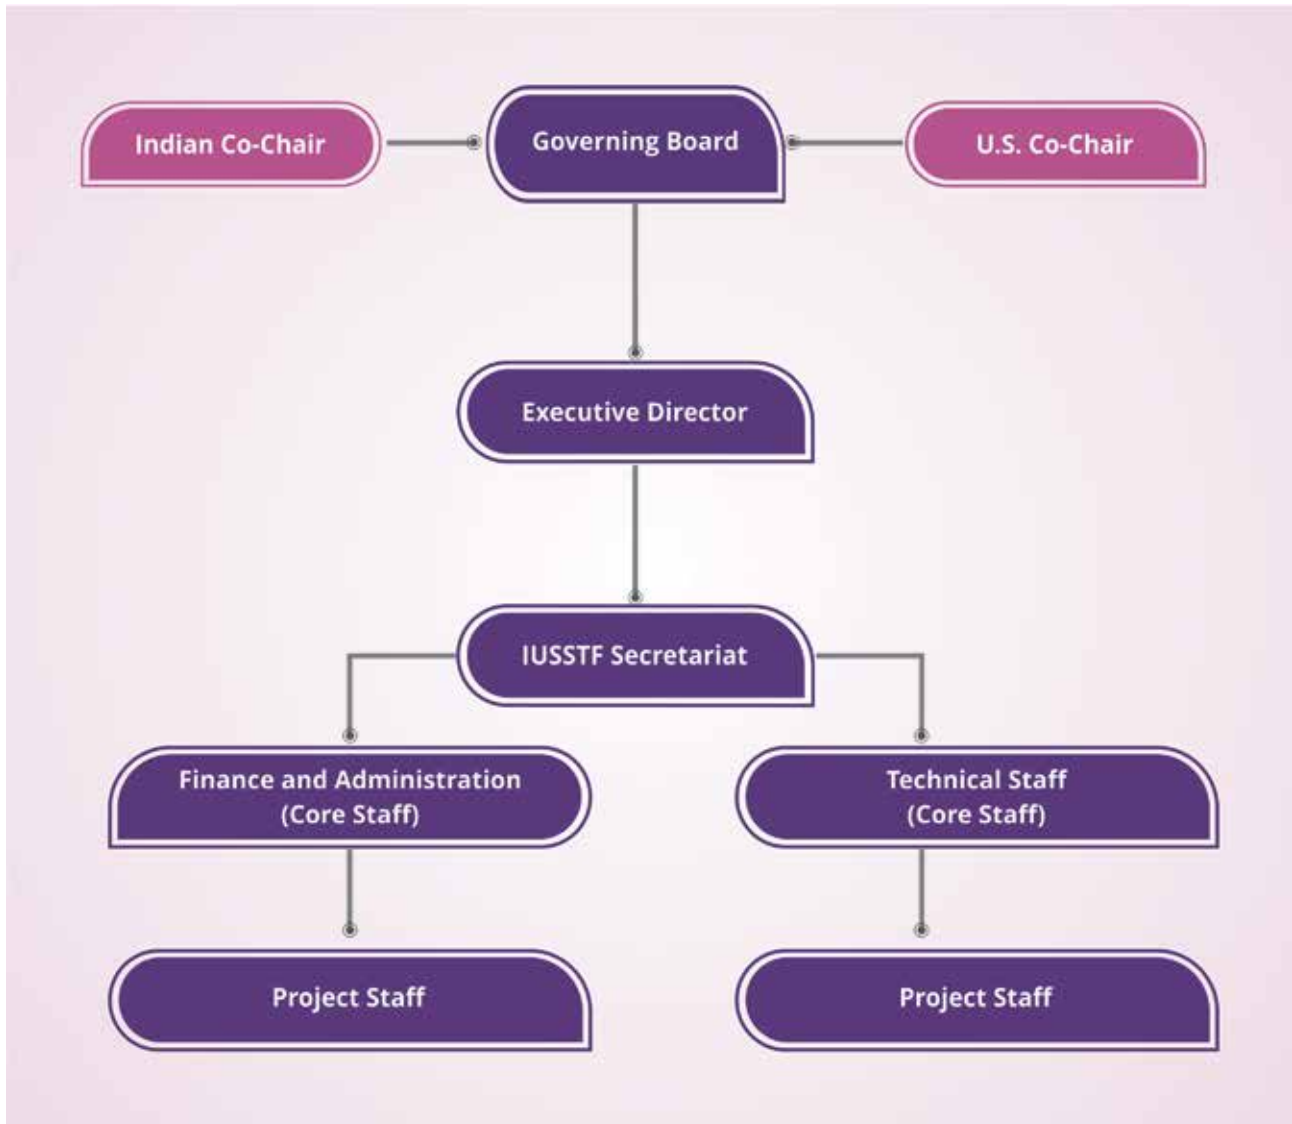 Indian Co-Chair
Governing Board
U.S. Co-Chair
Executive Director
IUSSTF Secretariat
Finance and Administration
(Core Staff)
Technical Staff
(Core Staff)
Project Staff
Project Staff